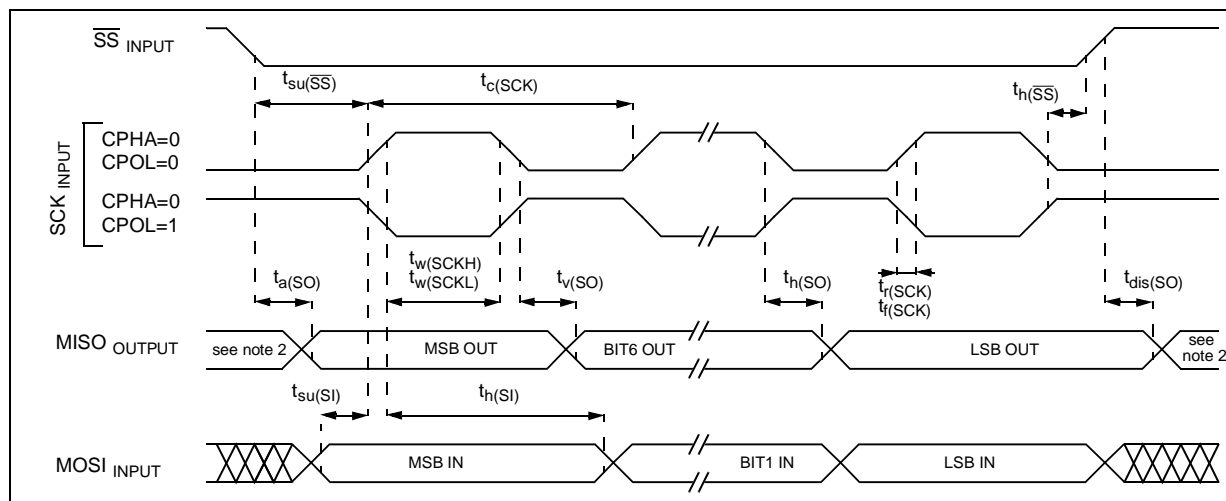 SS INPUT
tsu(SS)
tc(SCK)
th(SS)
SCK INPUT
CPHA=0
CPOL=0
CPHA=0
CPOL=1
ta(SO)
tw(SCKH)
tw(SCKL)
tv(SO)
th(SO)
tr(SCK)
tf(SCK)
tdis(SO)
MISO OUTPUT
see note 2
MSB OUT
BIT6 OUT
LSB OUT
see
note 2
tsu(SI)
th(SI)
MOSI INPUT
MSB IN
BIT1 IN
LSB IN